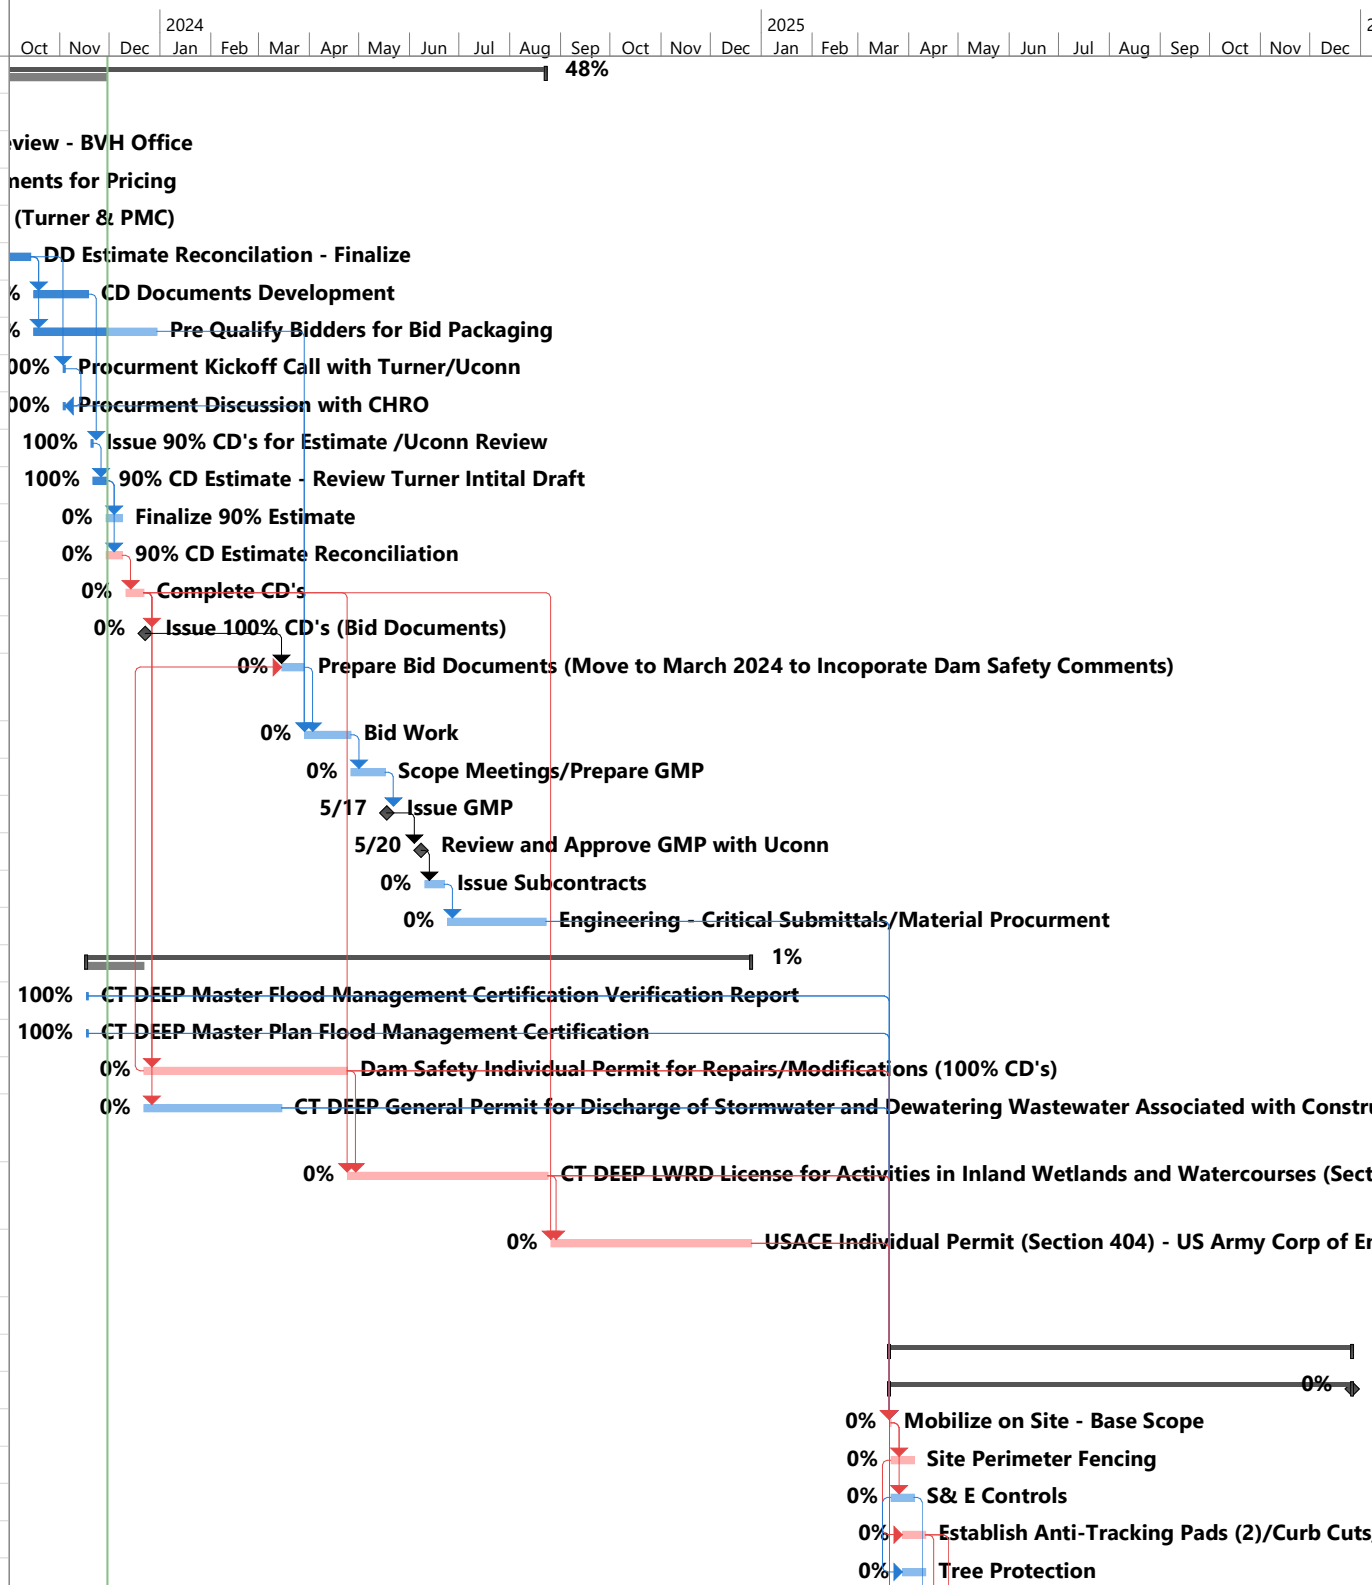 2024 2025
Oct Nov Dec Jan Feb Mar Apr May Jun Jul Aug Sep Oct Nov Dec Jan Feb Mar Apr May Jun Jul Aug Sep Oct Nov Dec
48%
eview - BVH Office
ments for Pricing
(Turner & PMC)
DD Estimate Reconcilation - Finalize
% CD Documents Development
% Pre Qualify Bidders for Bid Packaging
00% Procurment Kickoff Call with Turner/Uconn
00% Procurment Discussion with CHRO
100% Issue 90% CD's for Estimate /Uconn Review
100% 90% CD Estimate - Review Turner Intital Draft
0% Finalize 90% Estimate
0% 90% CD Estimate Reconciliation
0% Complete CD's
0% Issue 100% CD's (Bid Documents)
0% Prepare Bid Documents (Move to March 2024 to Incoporate Dam Safety Comments)
0% Bid Work
0% Scope Meetings/Prepare GMP
5/17 Issue GMP
5/20 Review and Approve GMP with Uconn
0% Issue Subcontracts
0% Engineering - Critical Submittals/Material Procurment
1%
100% CT DEEP Master Flood Management Certification Verification Report
100% CT DEEP Master Plan Flood Management Certification
0% Dam Safety Individual Permit for Repairs/Modifications (100% CD's)
0% CT DEEP General Permit for Discharge of Stormwater and Dewatering Wastewater Associated with Constru
0% CT DEEP LWRD License for Activities in Inland Wetlands and Watercourses (Sect
0% USACE Individual Permit (Section 404) - US Army Corp of En
0%
0% Mobilize on Site - Base Scope
0% Site Perimeter Fencing
0% S& E Controls
0% Establish Anti-Tracking Pads (2)/Curb Cuts
0% Tree Protection